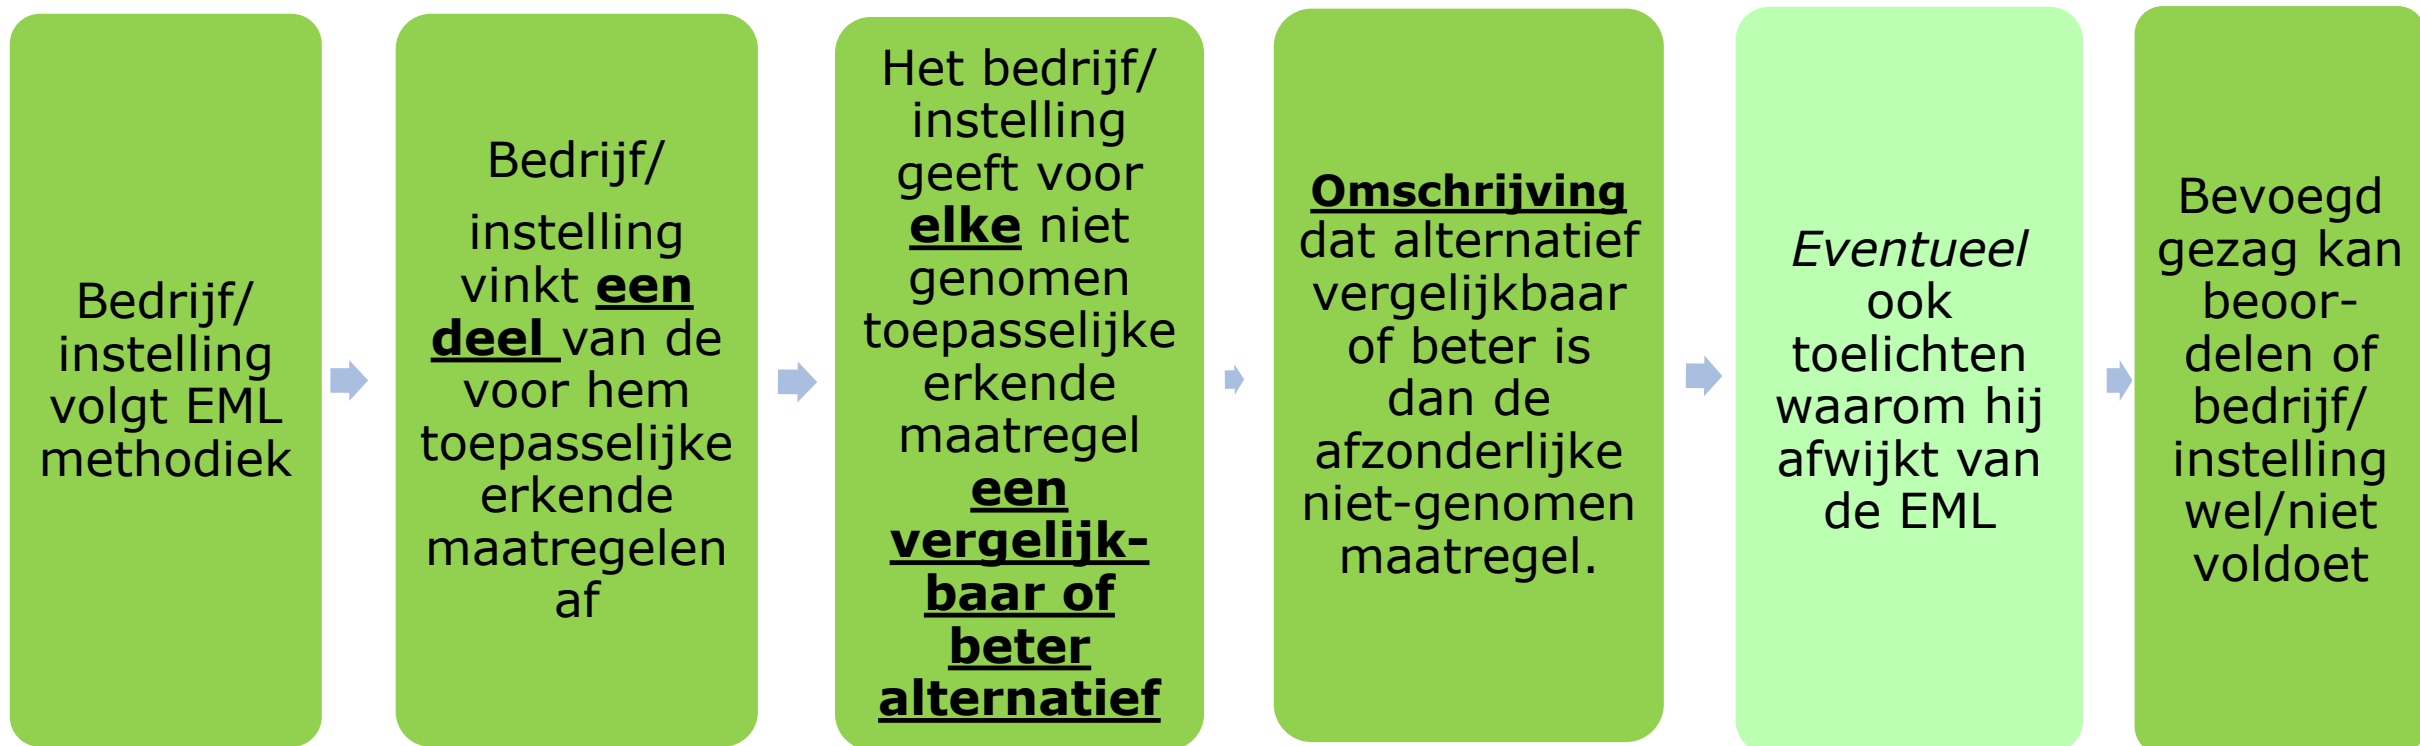 Bedrijf/
instelling
volgt EML
methodiek
Bedrijf/
instelling
vinkt een
deel van de
voor hem
toepasselijke
erkende
maatregelen
af
Het bedrijf/
instelling
geeft voor
elke niet
genomen
toepasselijke
erkende
maatregel
een
vergelijk-
baar of
beter
alternatief
Omschrijving
dat alternatief
vergelijkbaar
of beter is
dan de
afzonderlijke
niet-genomen
maatregel.
Eventueel
ook
toelichten
waarom hij
afwijkt van
de EML
Bevoegd
gezag kan
beoor-
delen of
bedrijf/
instelling
wel/niet
voldoet